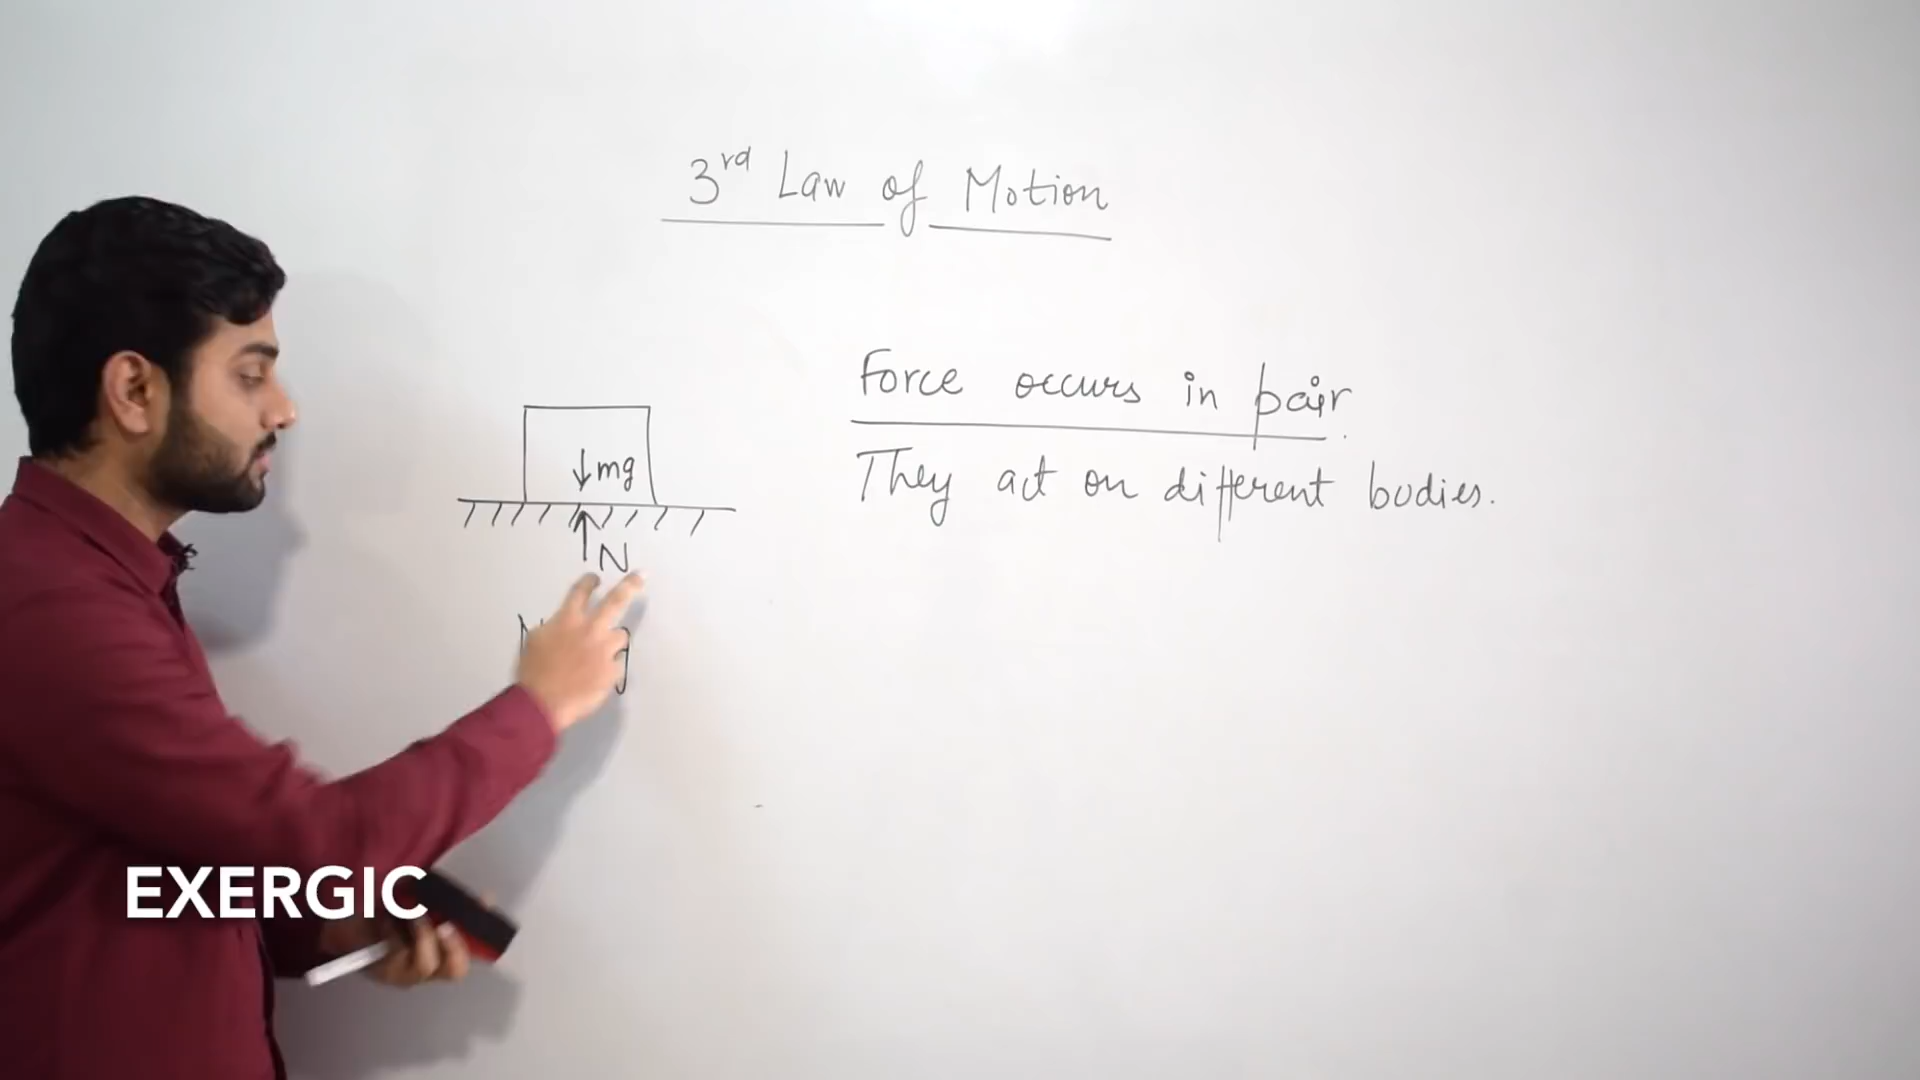 3rd Law of Motion
Force occurs in pair.
They act on different bodies.
mg
N
EXERGIC